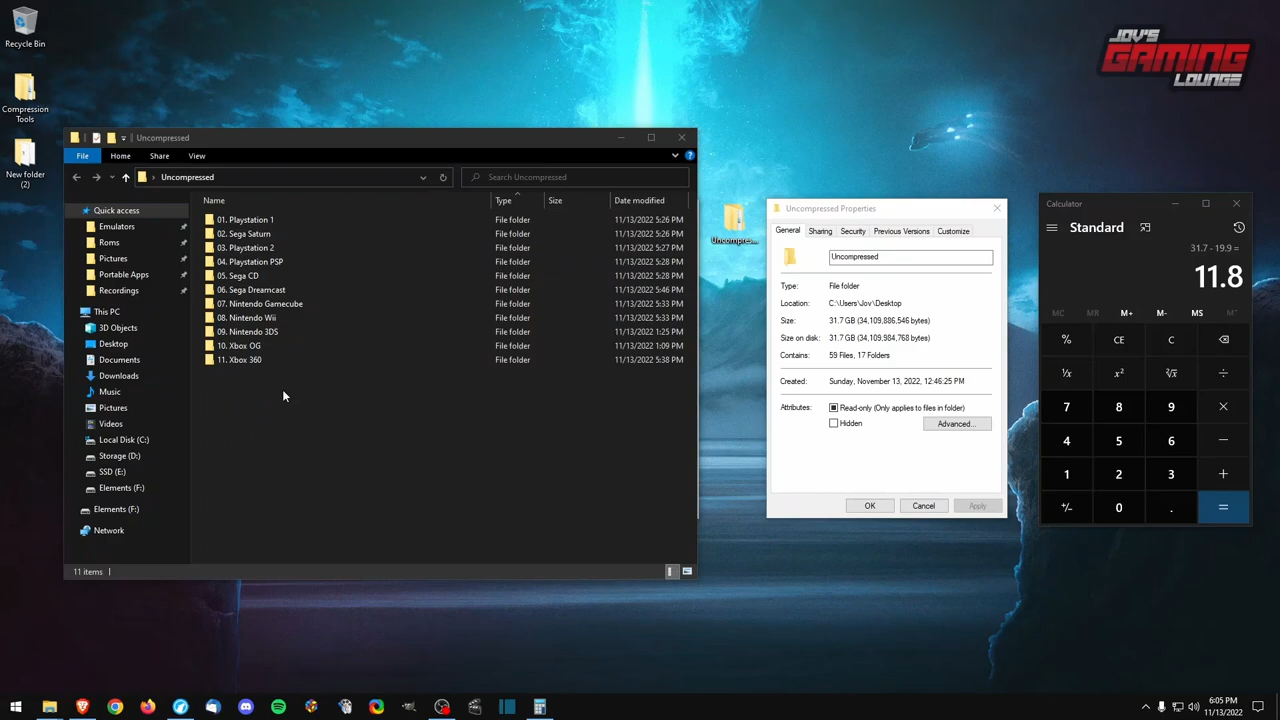 Recycle Bin
Compression
Tools
New folder
(2)
JOV'S
GAMING
LOUNGE
Uncompressed
File Home Share View
Uncompressed
Search Uncompressed
Name Type Size Date modified
Quick access
Emulators
Roms
Pictures
Portable Apps
Recordings
This PC
3D Objects
Desktop
Documents
Downloads
Music
Pictures
Videos
Local Disk (C:)
Storage (D:)
SSD (E:)
Elements (F:)
Elements (F:)
Network
01. Playstation 1 File folder 11/13/2022 5:26 PM
02. Sega Saturn File folder 11/13/2022 5:26 PM
03. Playstation 2 File folder 11/13/2022 5:27 PM
04. Playstation PSP File folder 11/13/2022 5:28 PM
05. Sega CD File folder 11/13/2022 5:28 PM
06. Sega Dreamcast File folder 11/13/2022 5:46 PM
07. Nintendo Gamecube File folder 11/13/2022 5:33 PM
08. Nintendo Wii File folder 11/13/2022 5:33 PM
09. Nintendo 3DS File folder 11/13/2022 1:25 PM
10. Xbox OG File folder 11/13/2022 1:09 PM
11. Xbox 360 File folder 11/13/2022 5:38 PM
11 items
Uncompres...
Uncompressed Properties
General Sharing Security Previous Versions Customize
Uncompressed
Type: File folder
Location: C:\Users\Jov\Desktop
Size: 31.7 GB (34,109,886,546 bytes)
Size on disk: 31.7 GB (34,109,984,768 bytes)
Contains: 59 Files, 17 Folders
Created: Sunday, November 13, 2022, 12:46:25 PM
Attributes: Read-only (Only applies to files in folder)
Hidden Advanced...
OK Cancel Apply
Calculator
Standard
31.7 - 19.9 =
11.8
MC MR M+ M- MS M˅
% CE C
¹/x x² ²√x ÷
7 8 9 ×
4 5 6 −
1 2 3 +
+/− 0 . =
6:05 PM
11/13/2022